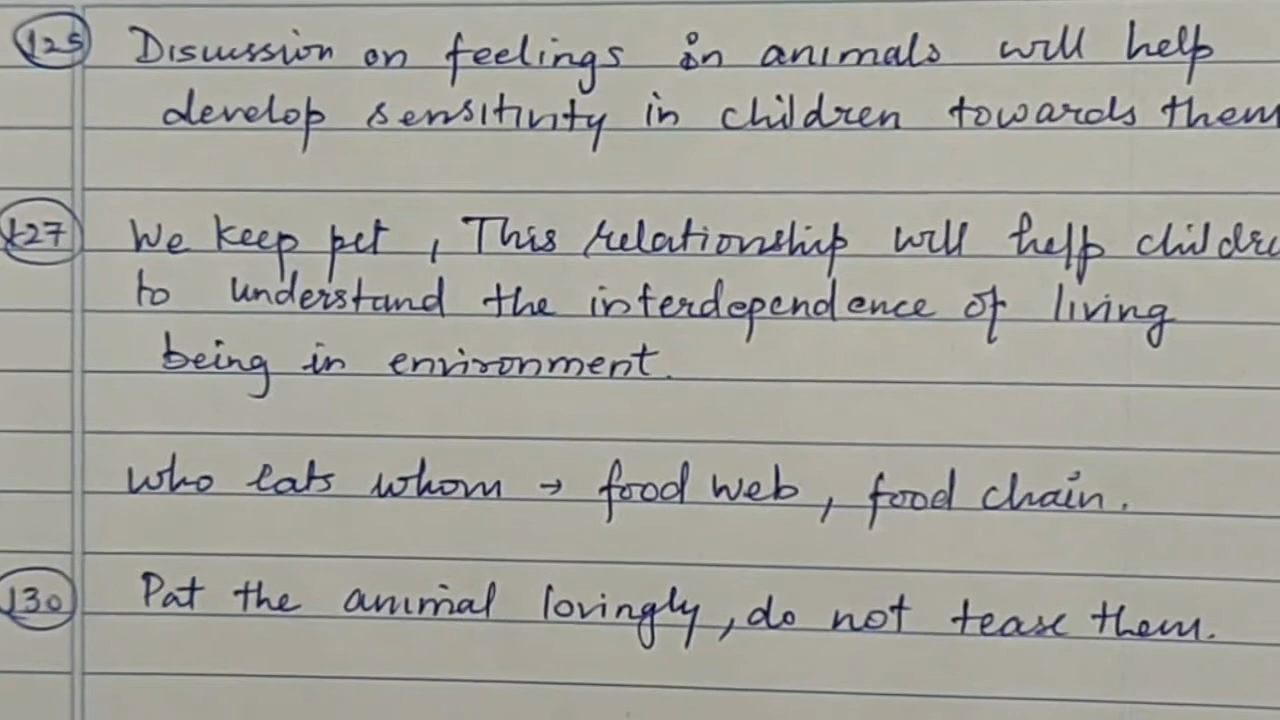 125 Discussion on feelings in animals will help
develop sensitivity in children towards them
127 We keep pet, This relationship will help childre
to understand the interdependence of living
being in environment.
who eats whom → food web, food chain.
130 Pat the animal lovingly, do not tease them.